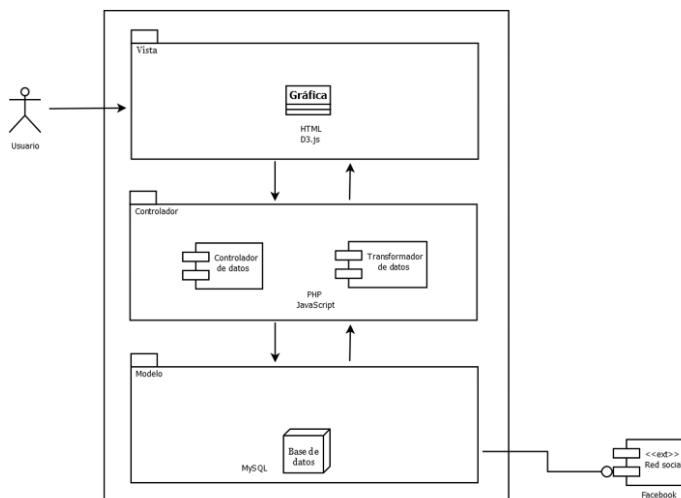 Vista
Gráfica
HTML
D3.js
Usuario
Controlador
Controlador
de datos
Transformador
de datos
PHP
JavaScript
Modelo
Base de
datos
MySQL
<<ext>>
Red socia
Facebook